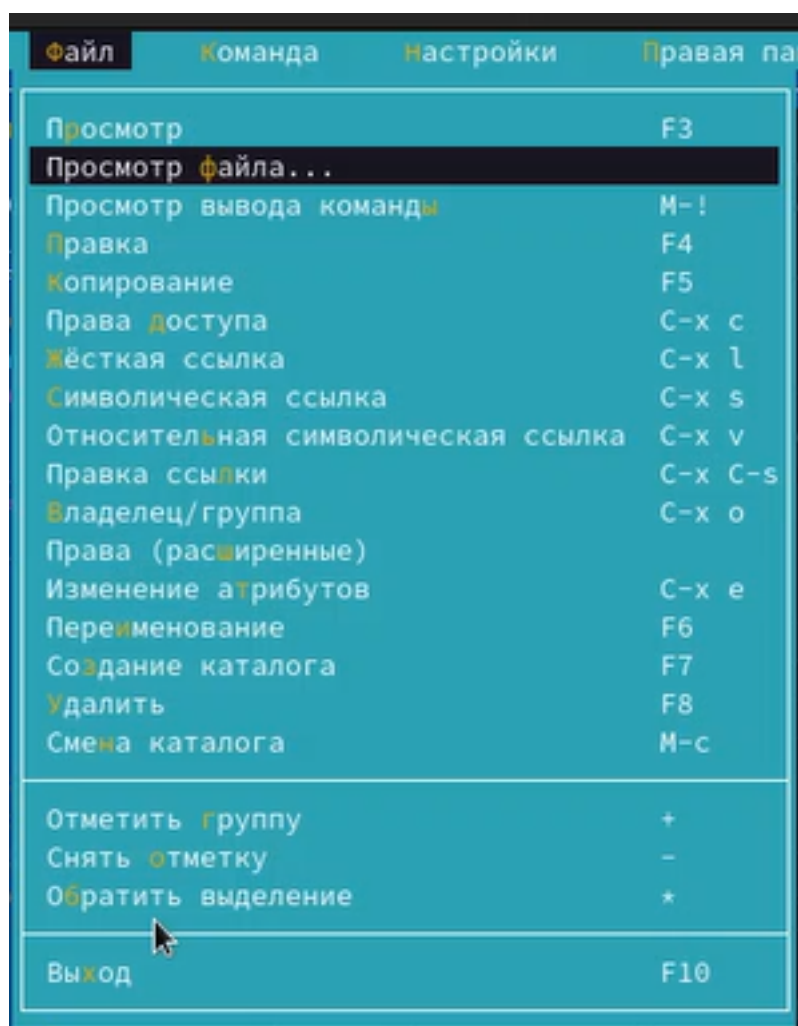 Файл Команда Настройки Правая па
Просмотр F3
Просмотр файла...
Просмотр вывода команды M-!
Правка F4
Копирование F5
Права доступа C-x c
Жёсткая ссылка C-x l
Символическая ссылка C-x s
Относительная символическая ссылка C-x v
Правка ссылки C-x C-s
Владелец/группа C-x o
Права (расширенные)
Изменение атрибутов C-x e
Переименование F6
Создание каталога F7
Удалить F8
Смена каталога M-c
Отметить группу +
Снять отметку -
Обратить выделение *
Выход F10